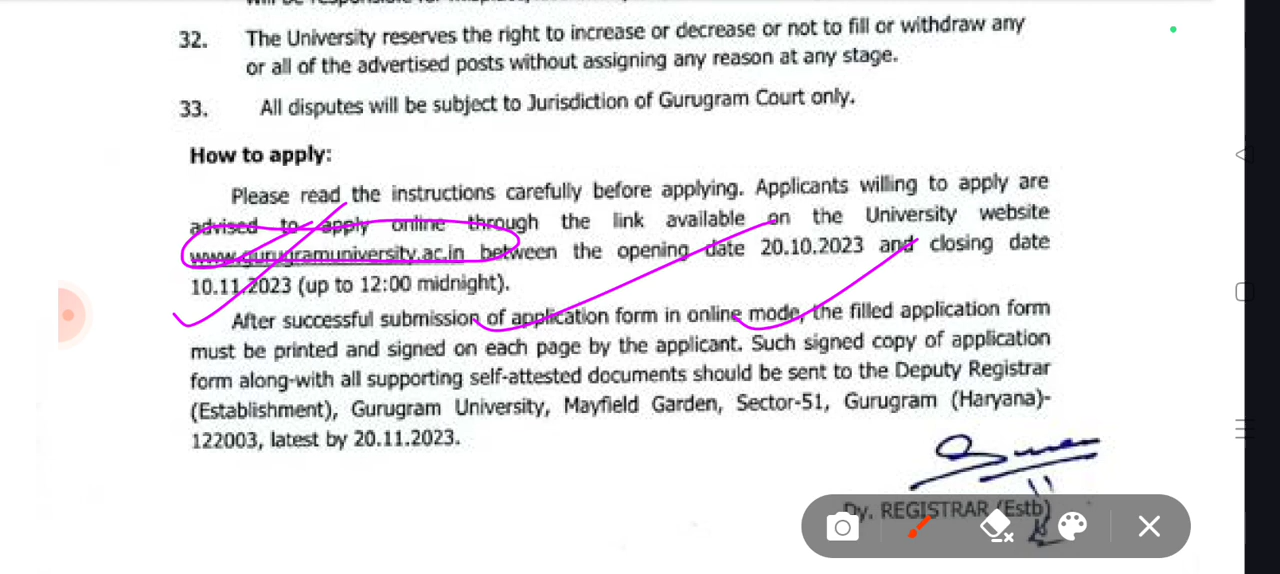 32. The University reserves the right to increase or decrease or not to fill or withdraw any
or all of the advertised posts without assigning any reason at any stage.
33. All disputes will be subject to Jurisdiction of Gurugram Court only.
How to apply:
Please read the instructions carefully before applying. Applicants willing to apply are
advised to apply online through the link available on the University website
www.gurugramuniversity.ac.in between the opening date 20.10.2023 and closing date
10.11.2023 (up to 12:00 midnight).
After successful submission of application form in online mode, the filled application form
must be printed and signed on each page by the applicant. Such signed copy of application
form along-with all supporting self-attested documents should be sent to the Deputy Registrar
(Establishment), Gurugram University, Mayfield Garden, Sector-51, Gurugram (Haryana)-
122003, latest by 20.11.2023.
Dy. REGISTRAR (Estb)